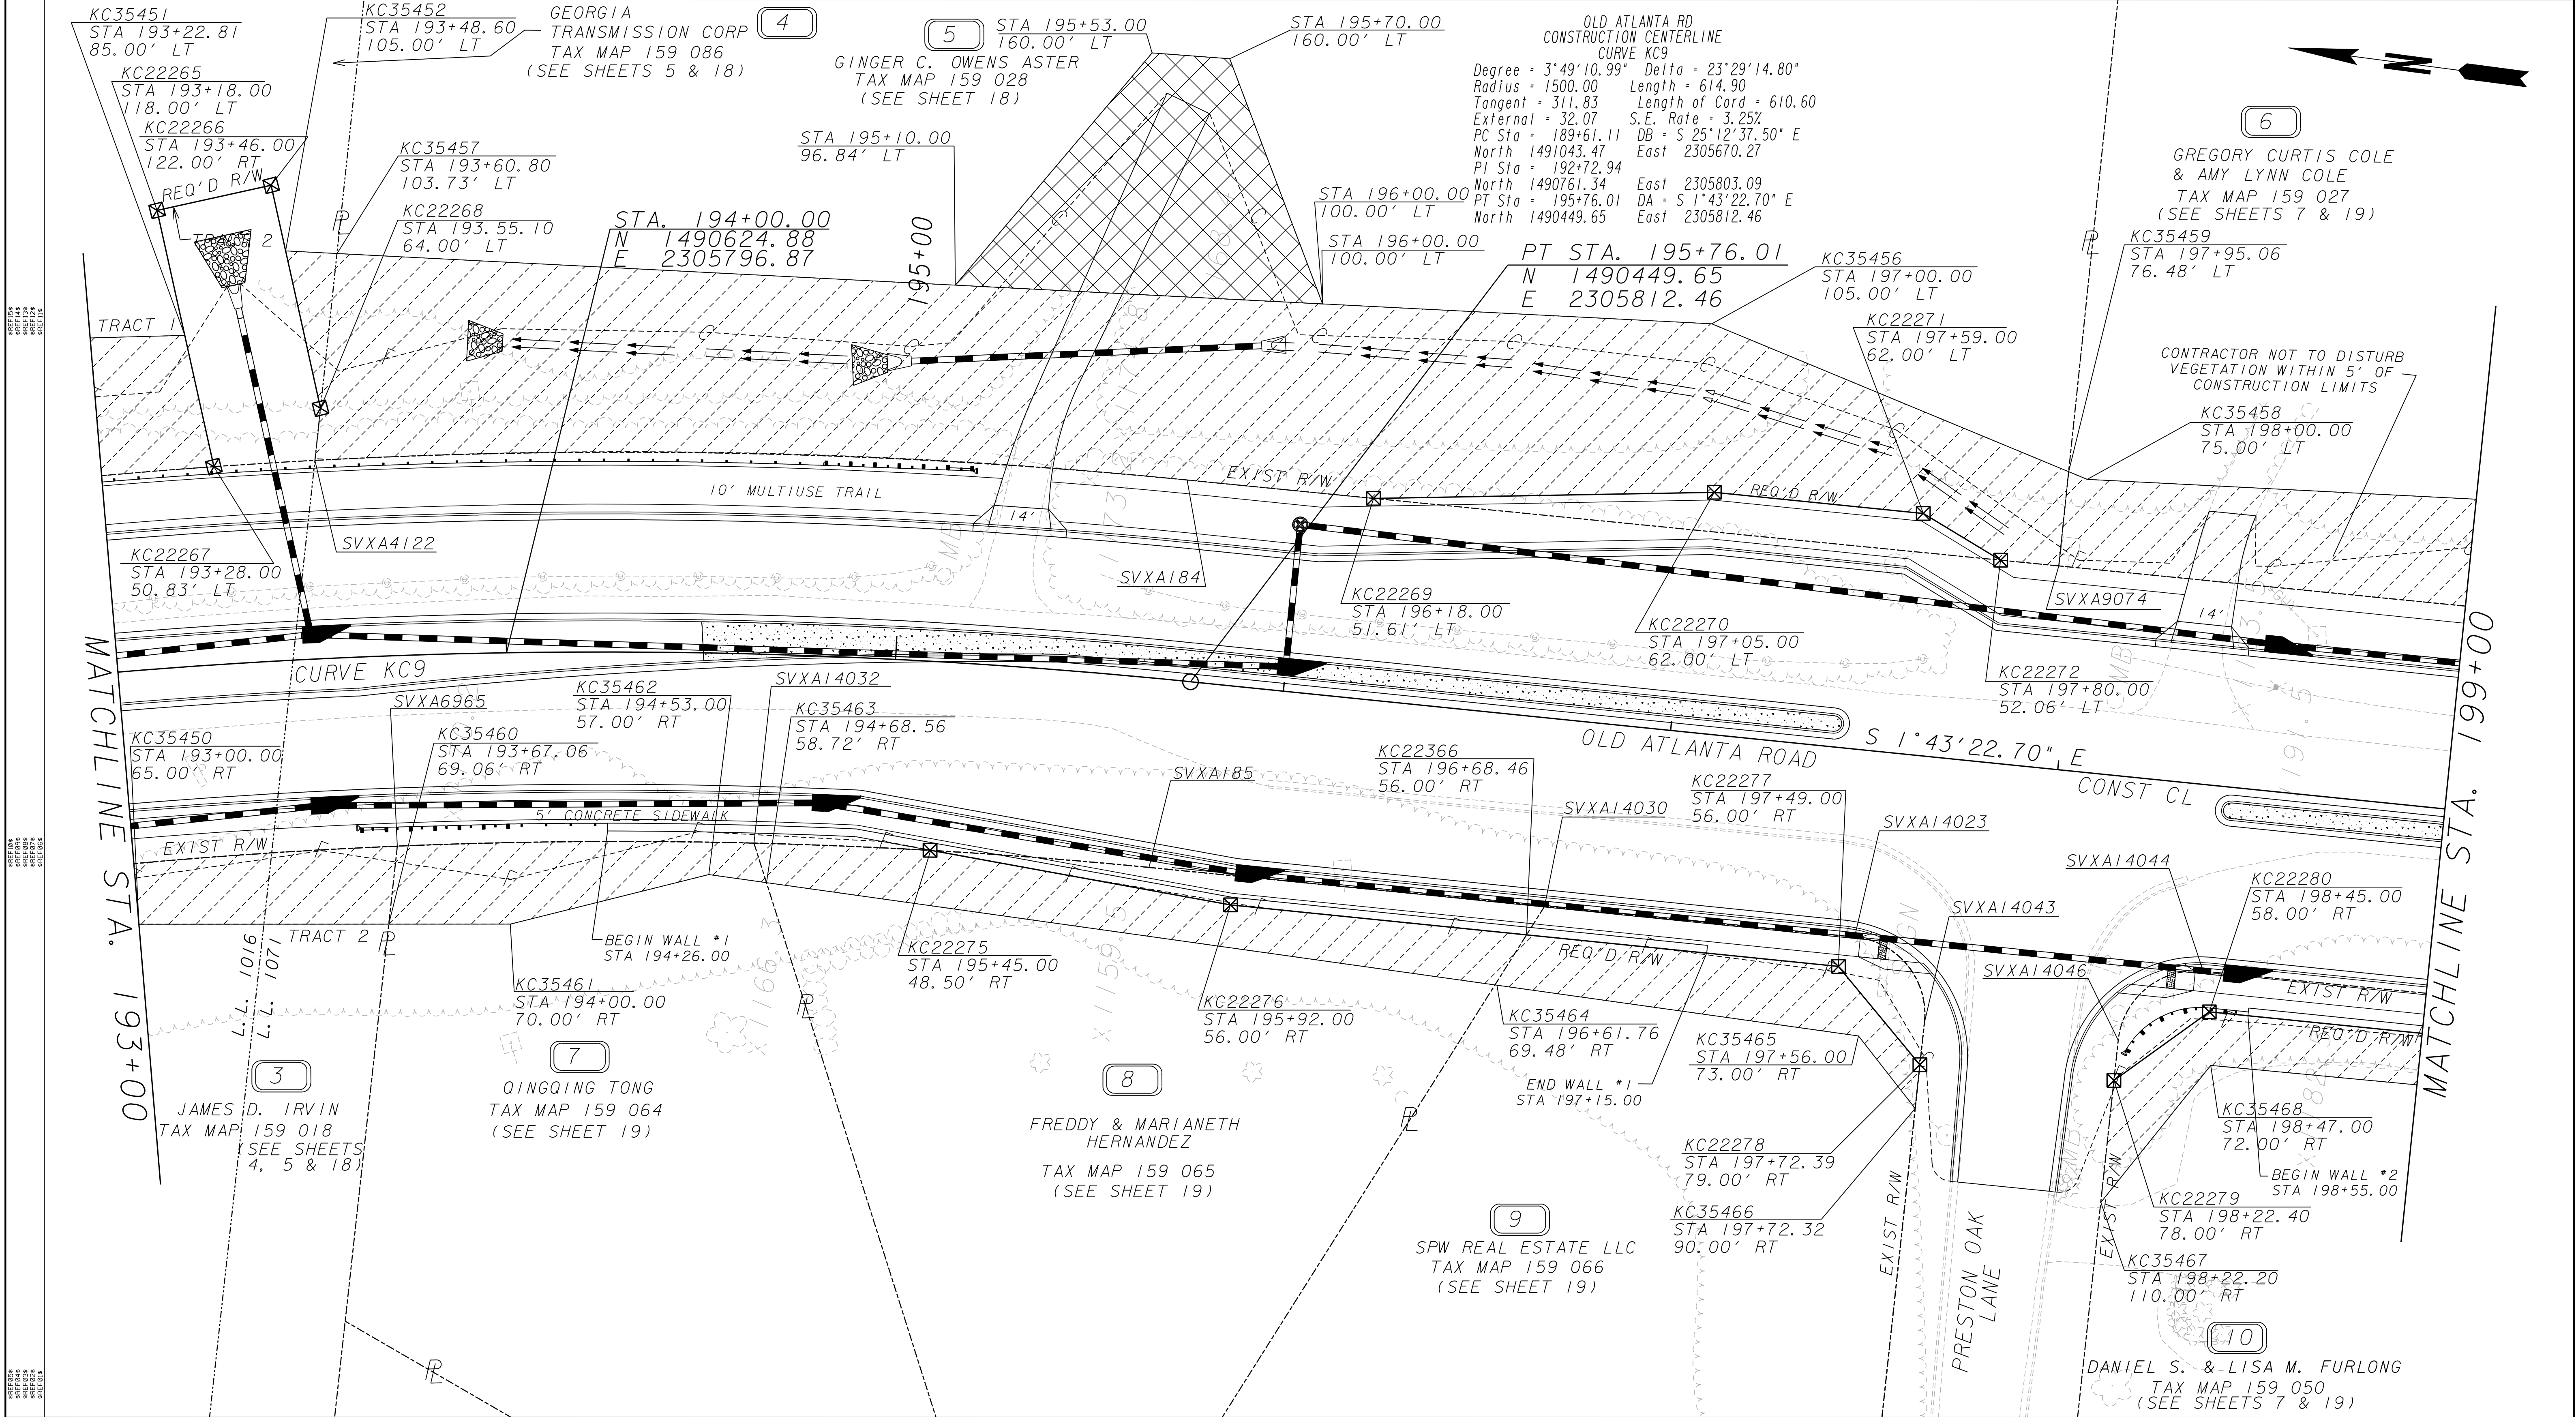 KC35451
STA 193+22.81
85.00' LT
KC22265
STA 193+18.00
118.00' LT
KC22266
STA 193+46.00
122.00' RT
REQ'D R/W
KC35452
STA 193+48.60
105.00' LT
GEORGIA
TRANSMISSION CORP
TAX MAP 159 086
(SEE SHEETS 5 & 18)
4
KC35457
STA 193+60.80
103.73' LT
KC22268
STA 193.55.10
64.00' LT
5
GINGER C. OWENS ASTER
TAX MAP 159 028
(SEE SHEET 18)
STA 195+53.00
160.00' LT
STA 195+70.00
160.00' LT
STA 195+10.00
96.84' LT
OLD ATLANTA RD
CONSTRUCTION CENTERLINE
CURVE KC9
Degree = 3°49'10.99" Delta = 23°29'14.80"
Radius = 1500.00 Length = 614.90
Tangent = 311.83 Length of Cord = 610.60
External = 32.07 S.E. Rate = 3.25%
PC Sta = 189+61.11 DB = S 25°12'37.50" E
North 1491043.47 East 2305670.27
PI Sta = 192+72.94
North 1490761.34 East 2305803.09
PT Sta = 195+76.01 DA = S 1°43'22.70" E
North 1490449.65 East 2305812.46
N
6
GREGORY CURTIS COLE
& AMY LYNN COLE
TAX MAP 159 027
(SEE SHEETS 7 & 19)
STA 196+00.00
100.00' LT
STA 196+00.00
100.00' LT
STA. 194+00.00
N 1490624.88
E 2305796.87
195+00
PT STA. 195+76.01
N 1490449.65
E 2305812.46
KC35456
STA 197+00.00
105.00' LT
KC35459
STA 197+95.06
76.48' LT
KC22271
STA 197+59.00
62.00' LT
CONTRACTOR NOT TO DISTURB
VEGETATION WITHIN 5' OF
CONSTRUCTION LIMITS
KC35458
STA 198+00.00
75.00' LT
TRACT 2
TRACT 1
10' MULTIUSE TRAIL
EXIST R/W
REQ'D R/W
14'
14'
KC22267
STA 193+28.00
50.83' LT
SVXA4122
SVXA184
KC22269
STA 196+18.00
51.61' LT
KC22270
STA 197+05.00
62.00' LT
SVXA9074
KC22272
STA 197+80.00
52.06' LT
MATCHLINE STA. 193+00
MATCHLINE STA. 199+00
CURVE KC9
SVXA6965
KC35462
STA 194+53.00
57.00' RT
SVXA14032
KC35463
STA 194+68.56
58.72' RT
KC35450
STA 193+00.00
65.00' RT
KC35460
STA 193+67.06
69.06' RT
SVXA185
OLD ATLANTA ROAD
S 1°43'22.70" E
CONST CL
KC22366
STA 196+68.46
56.00' RT
KC22277
STA 197+49.00
56.00' RT
SVXA14030
SVXA14023
SVXA14044
KC22280
STA 198+45.00
58.00' RT
5' CONCRETE SIDEWALK
EXIST R/W
TRACT 2
L.L. 1016
L.L. 1071
BEGIN WALL #1
STA 194+26.00
KC22275
STA 195+45.00
48.50' RT
SVXA14043
SVXA14046
REQ'D R/W
EXIST R/W
REQ'D R/W
KC35461
STA 194+00.00
70.00' RT
KC22276
STA 195+92.00
56.00' RT
KC35464
STA 196+61.76
69.48' RT
KC35465
STA 197+56.00
73.00' RT
END WALL #1
STA 197+15.00
KC35468
STA 198+47.00
72.00' RT
BEGIN WALL #2
STA 198+55.00
3
JAMES D. IRVIN
TAX MAP 159 018
(SEE SHEETS
4, 5 & 18)
7
QINGQING TONG
TAX MAP 159 064
(SEE SHEET 19)
8
FREDDY & MARIANETH
HERNANDEZ
TAX MAP 159 065
(SEE SHEET 19)
9
SPW REAL ESTATE LLC
TAX MAP 159 066
(SEE SHEET 19)
KC22278
STA 197+72.39
79.00' RT
KC35466
STA 197+72.32
90.00' RT
EXIST R/W
PRESTON OAK
LANE
EXIST R/W
KC22279
STA 198+22.40
78.00' RT
KC35467
STA 198+22.20
110.00' RT
10
DANIEL S. & LISA M. FURLONG
TAX MAP 159 050
(SEE SHEETS 7 & 19)